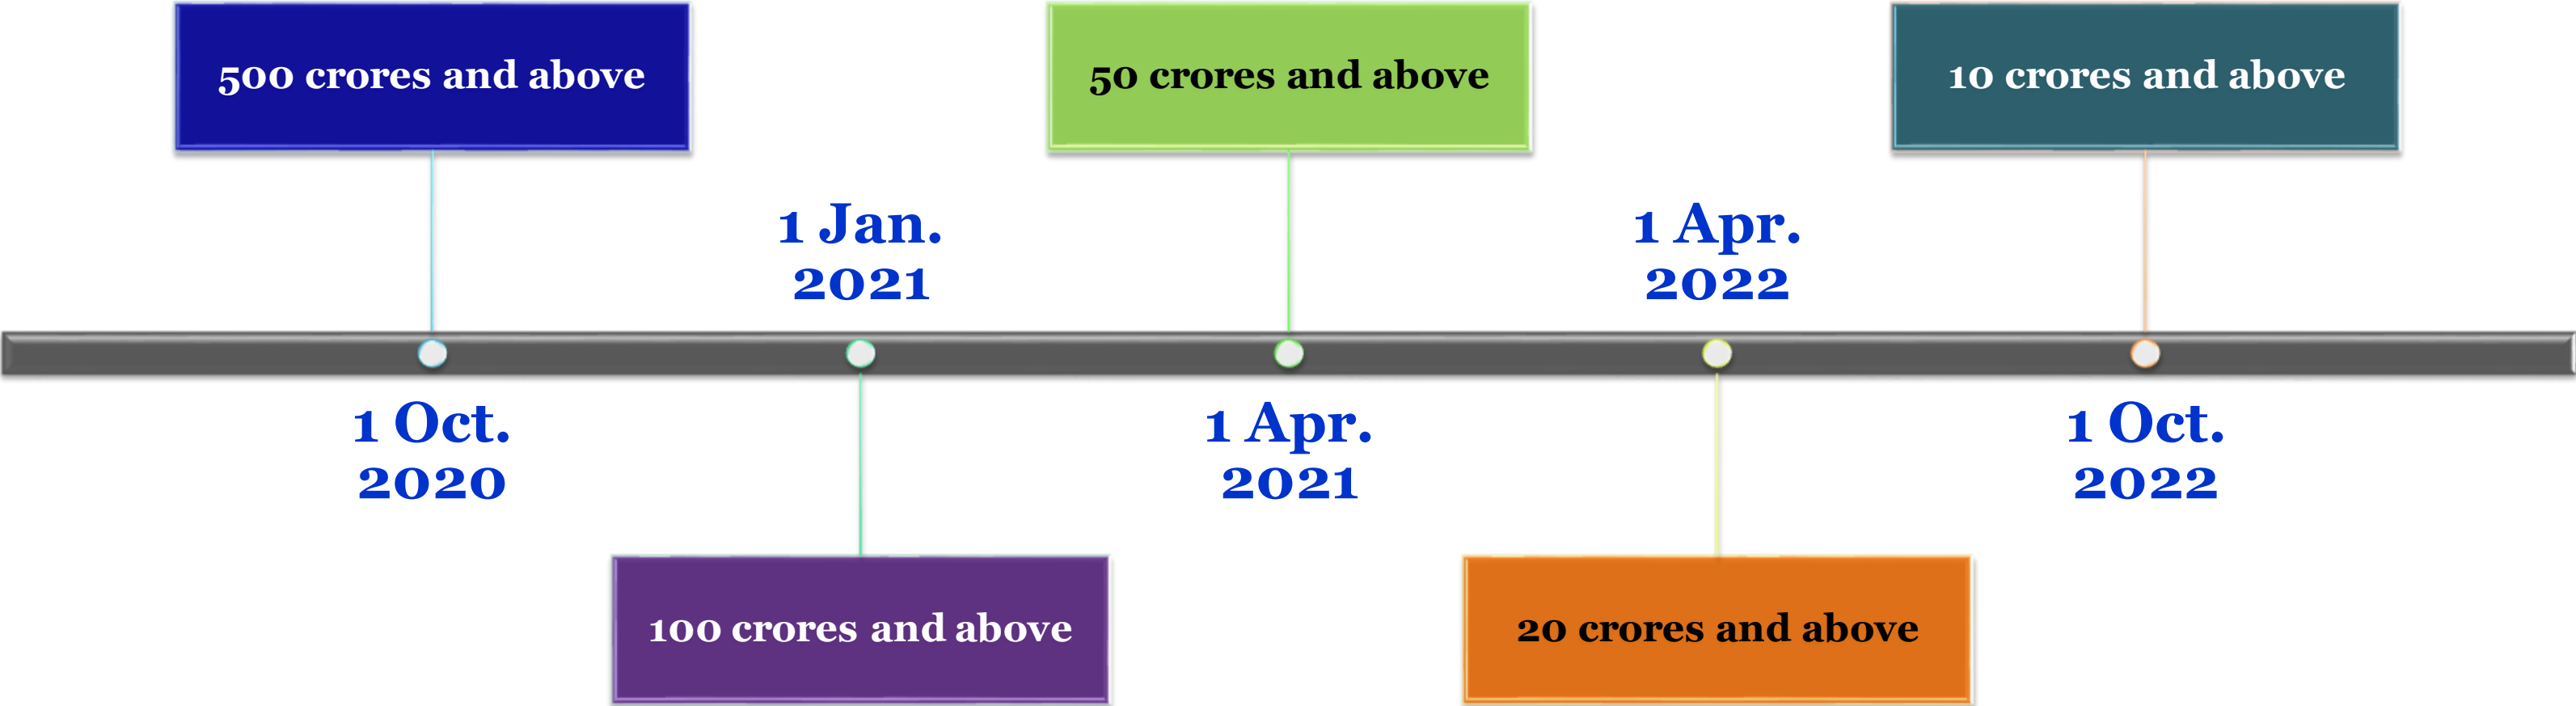 500 crores and above
50 crores and above
10 crores and above
1 Jan.
2021
1 Apr.
2022
1 Oct.
2020
1 Apr.
2021
1 Oct.
2022
100 crores and above
20 crores and above